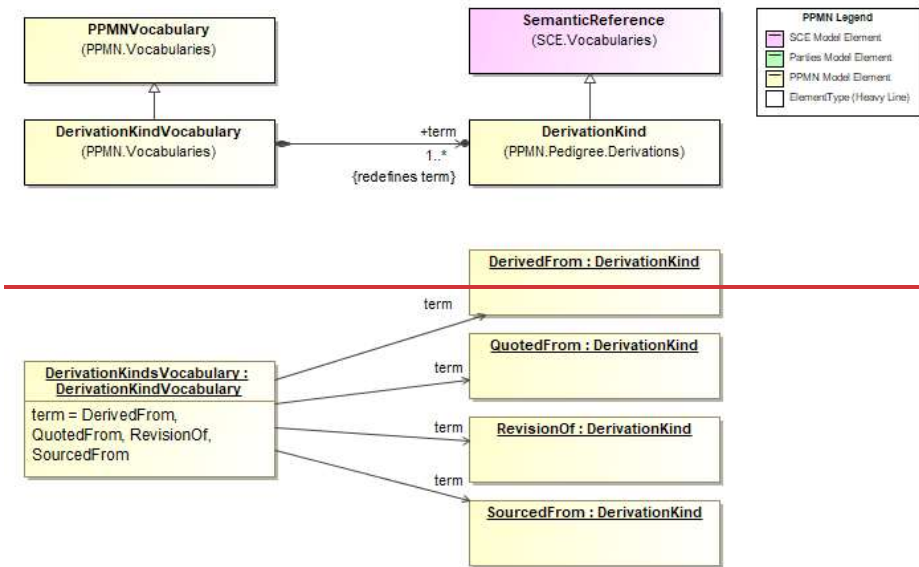 PPMNVocabulary
(PPMN.Vocabularies)
SemanticReference
(SCE.Vocabularies)
PPMN Legend
SCE Model Element
Parties Model Element
PPMN Model Element
ElementType (Heavy Line)
DerivationKindVocabulary
(PPMN.Vocabularies)
+term
1..*
{redefines term}
DerivationKind
(PPMN.Pedigree.Derivations)
DerivedFrom : DerivationKind
term
QuotedFrom : DerivationKind
term
DerivationKindsVocabulary :
DerivationKindVocabulary
term = DerivedFrom,
QuotedFrom, RevisionOf,
SourcedFrom
term
RevisionOf : DerivationKind
term
SourcedFrom : DerivationKind